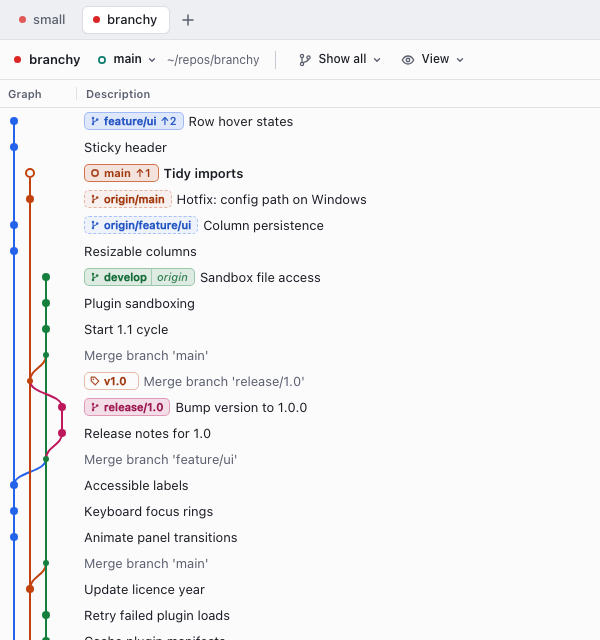 small branchy +
branchy main ~/repos/branchy Show all View
Graph Description
feature/ui ↑2 Row hover states
Sticky header
main ↑1 Tidy imports
origin/main Hotfix: config path on Windows
origin/feature/ui Column persistence
Resizable columns
develop origin Sandbox file access
Plugin sandboxing
Start 1.1 cycle
Merge branch 'main'
v1.0 Merge branch 'release/1.0'
release/1.0 Bump version to 1.0.0
Release notes for 1.0
Merge branch 'feature/ui'
Accessible labels
Keyboard focus rings
Animate panel transitions
Merge branch 'main'
Update licence year
Retry failed plugin loads
Cache plugin manifests